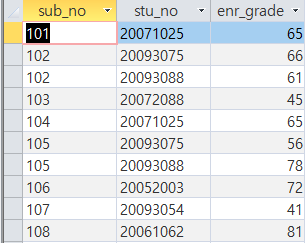 sub_no stu_no enr_grade
101 20071025 65
102 20093075 66
102 20093088 61
103 20072088 45
104 20071025 65
105 20093075 56
105 20093088 78
106 20052003 72
107 20093054 41
108 20061062 81